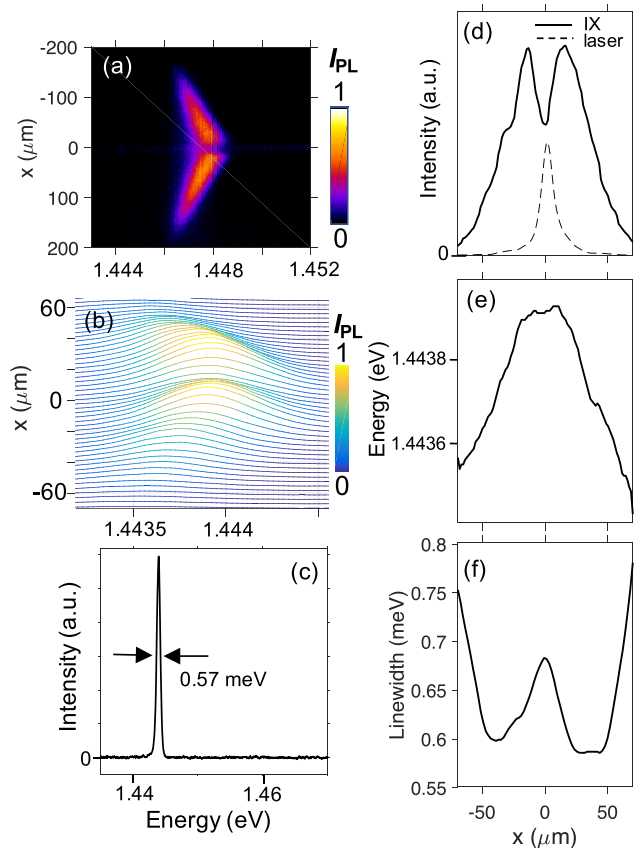 (a)
I_PL
1
0
x (μm)
-200
-100
0
100
200
1.444
1.448
1.452
(b)
I_PL
1
0
x (μm)
60
0
-60
1.4435
1.444
(c)
Intensity (a.u.)
0.57 meV
0
1.44
1.46
Energy (eV)
(d)
IX
laser
Intensity (a.u.)
0
(e)
Energy (eV)
1.4438
1.4436
(f)
Linewidth (meV)
0.8
0.75
0.7
0.65
0.6
0.55
-50
0
50
x (μm)